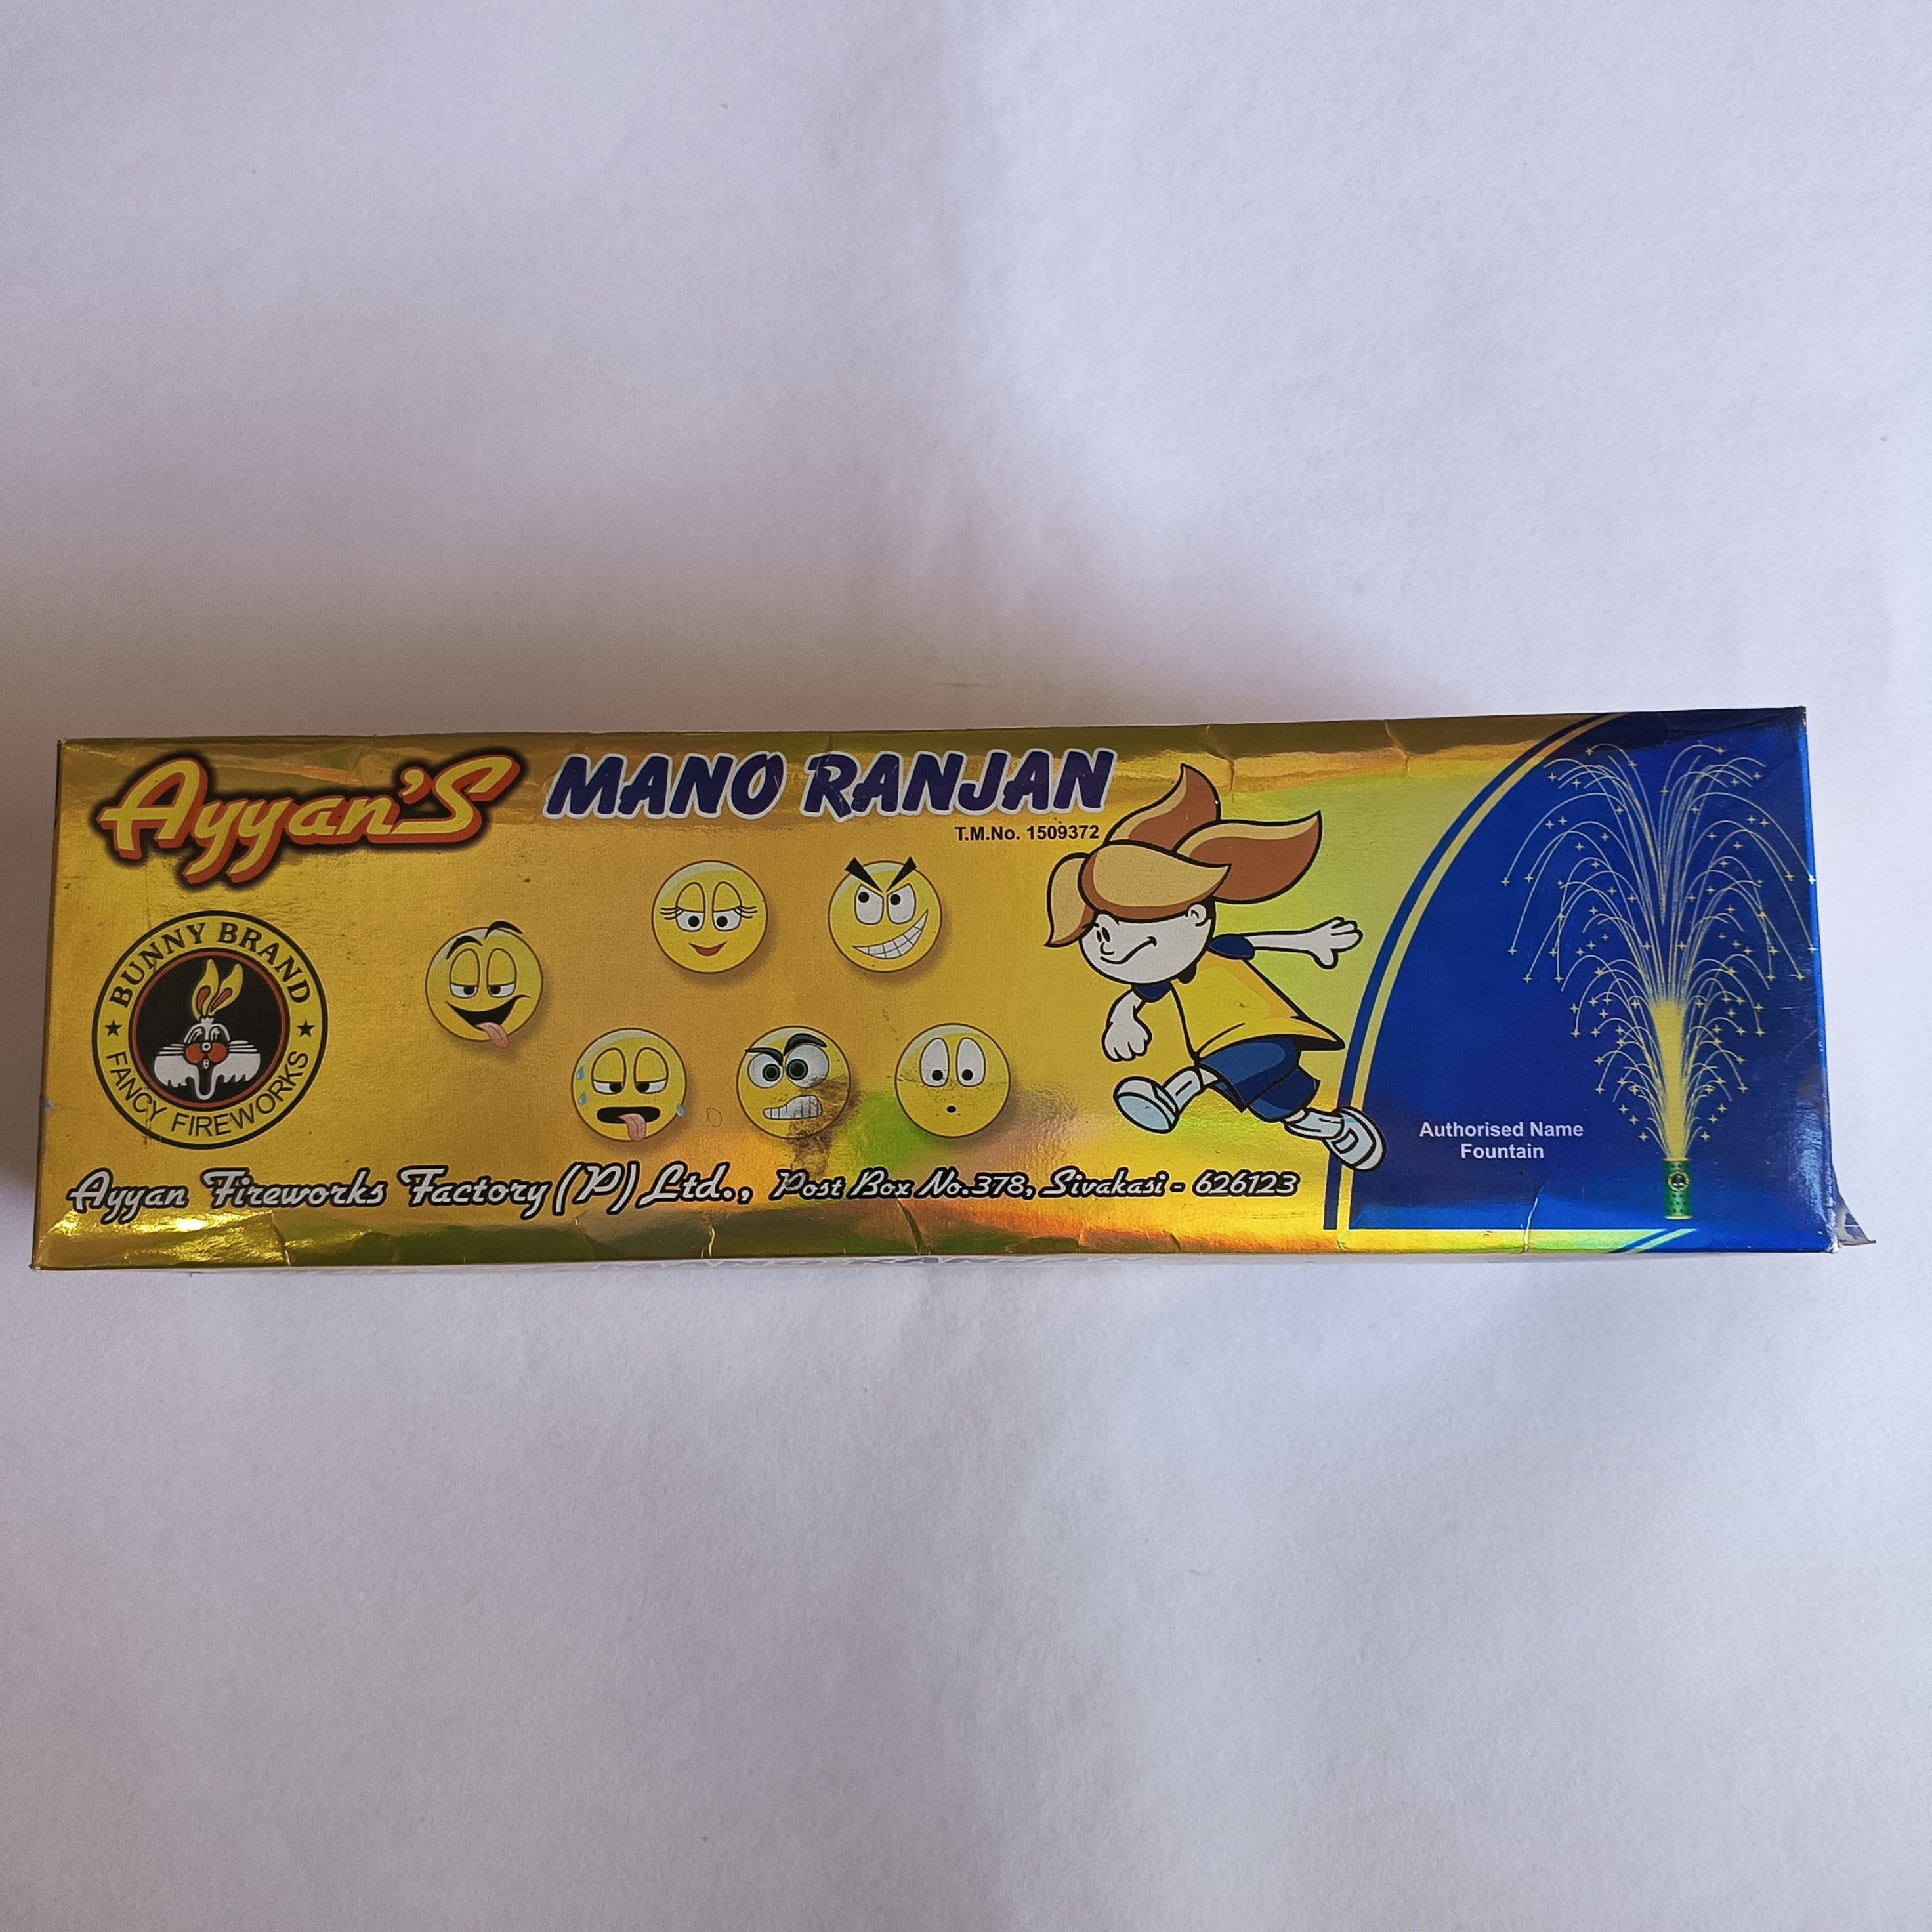 Ayyan'S
MANO RANJAN
T.M.No. 1509372
BUNNY BRAND
FANCY FIREWORKS
Authorised Name
Fountain
Ayyan Fireworks Factory (P) Ltd., Post Box No.378, Sivakasi - 626123